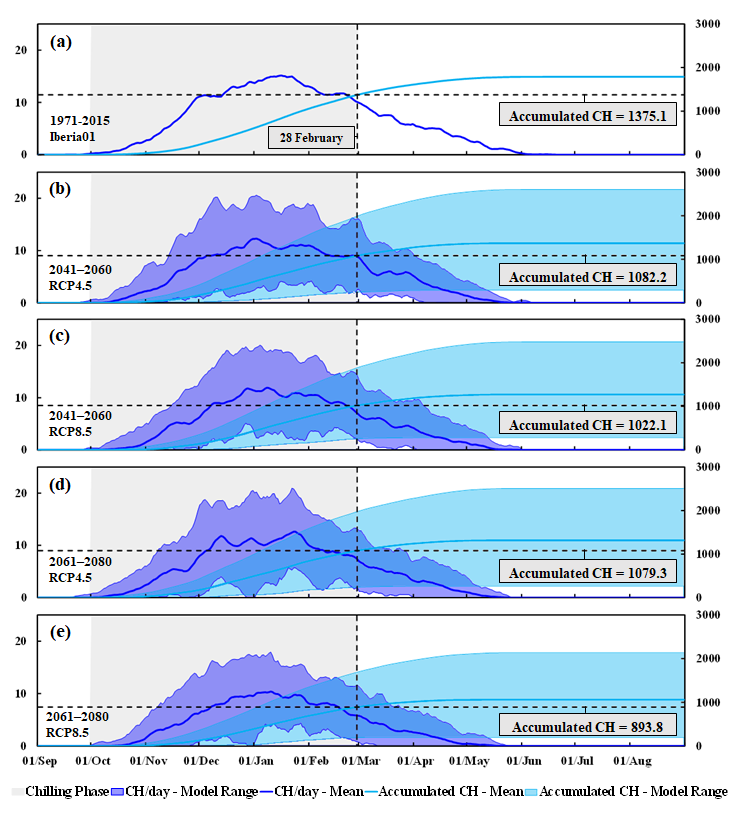 3000
20
(a)
2000
10
1971-2015
Iberia01
28 February
Accumulated CH = 1375.1
1000
0
0
3000
20
(b)
2000
10
2041–2060
RCP4.5
1000
Accumulated CH = 1082.2
0
0
3000
20
(c)
2000
10
2041–2060
RCP8.5
1000
Accumulated CH = 1022.1
0
0
3000
20
(d)
2000
10
2061–2080
RCP4.5
1000
Accumulated CH = 1079.3
0
0
3000
20
(e)
2000
10
2061–2080
RCP8.5
1000
Accumulated CH = 893.8
0
0
01/Sep 01/Oct 01/Nov 01/Dec 01/Jan 01/Feb 01/Mar 01/Apr 01/May 01/Jun 01/Jul 01/Aug
Chilling Phase CH/day - Model Range CH/day - Mean Accumulated CH - Mean Accumulated CH - Model Range